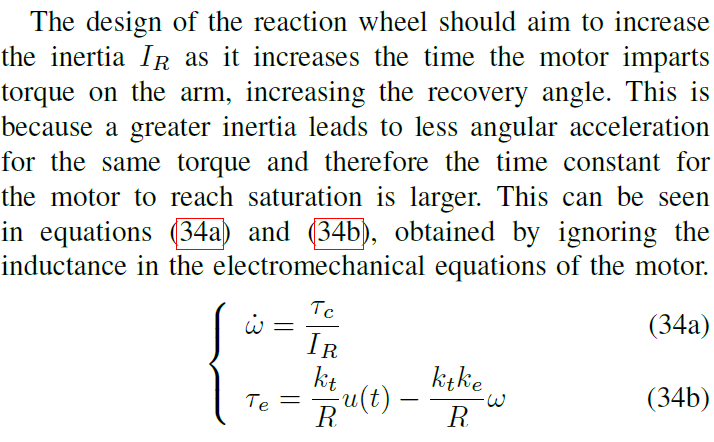 The design of the reaction wheel should aim to increase
the inertia I_R as it increases the time the motor imparts
torque on the arm, increasing the recovery angle. This is
because a greater inertia leads to less angular acceleration
for the same torque and therefore the time constant for
the motor to reach saturation is larger. This can be seen
in equations (34a) and (34b), obtained by ignoring the
inductance in the electromechanical equations of the motor.
ω̇ = τ_c / I_R (34a)
τ_e = k_t / R u(t) − k_t k_e / R ω (34b)